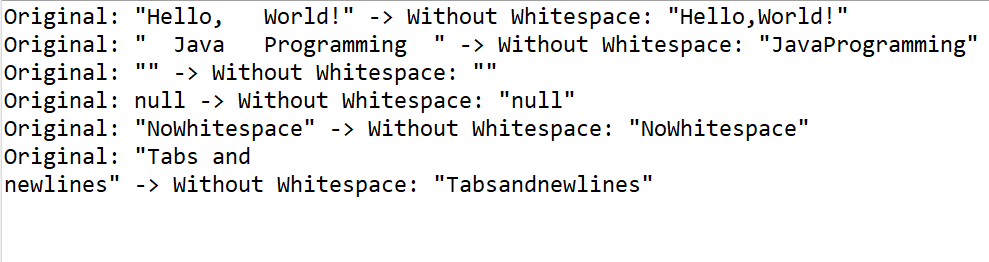 Original: "Hello,   World!" -> Without Whitespace: "Hello,World!"
Original: "  Java   Programming  " -> Without Whitespace: "JavaProgramming"
Original: "" -> Without Whitespace: ""
Original: null -> Without Whitespace: "null"
Original: "NoWhitespace" -> Without Whitespace: "NoWhitespace"
Original: "Tabs and
newlines" -> Without Whitespace: "Tabsandnewlines"